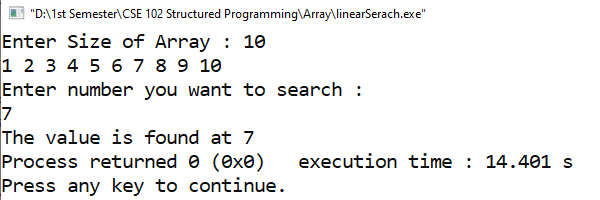 "D:\1st Semester\CSE 102 Structured Programming\Array\linearSerach.exe"
Enter Size of Array : 10
1 2 3 4 5 6 7 8 9 10
Enter number you want to search :
7
The value is found at 7
Process returned 0 (0x0)   execution time : 14.401 s
Press any key to continue.